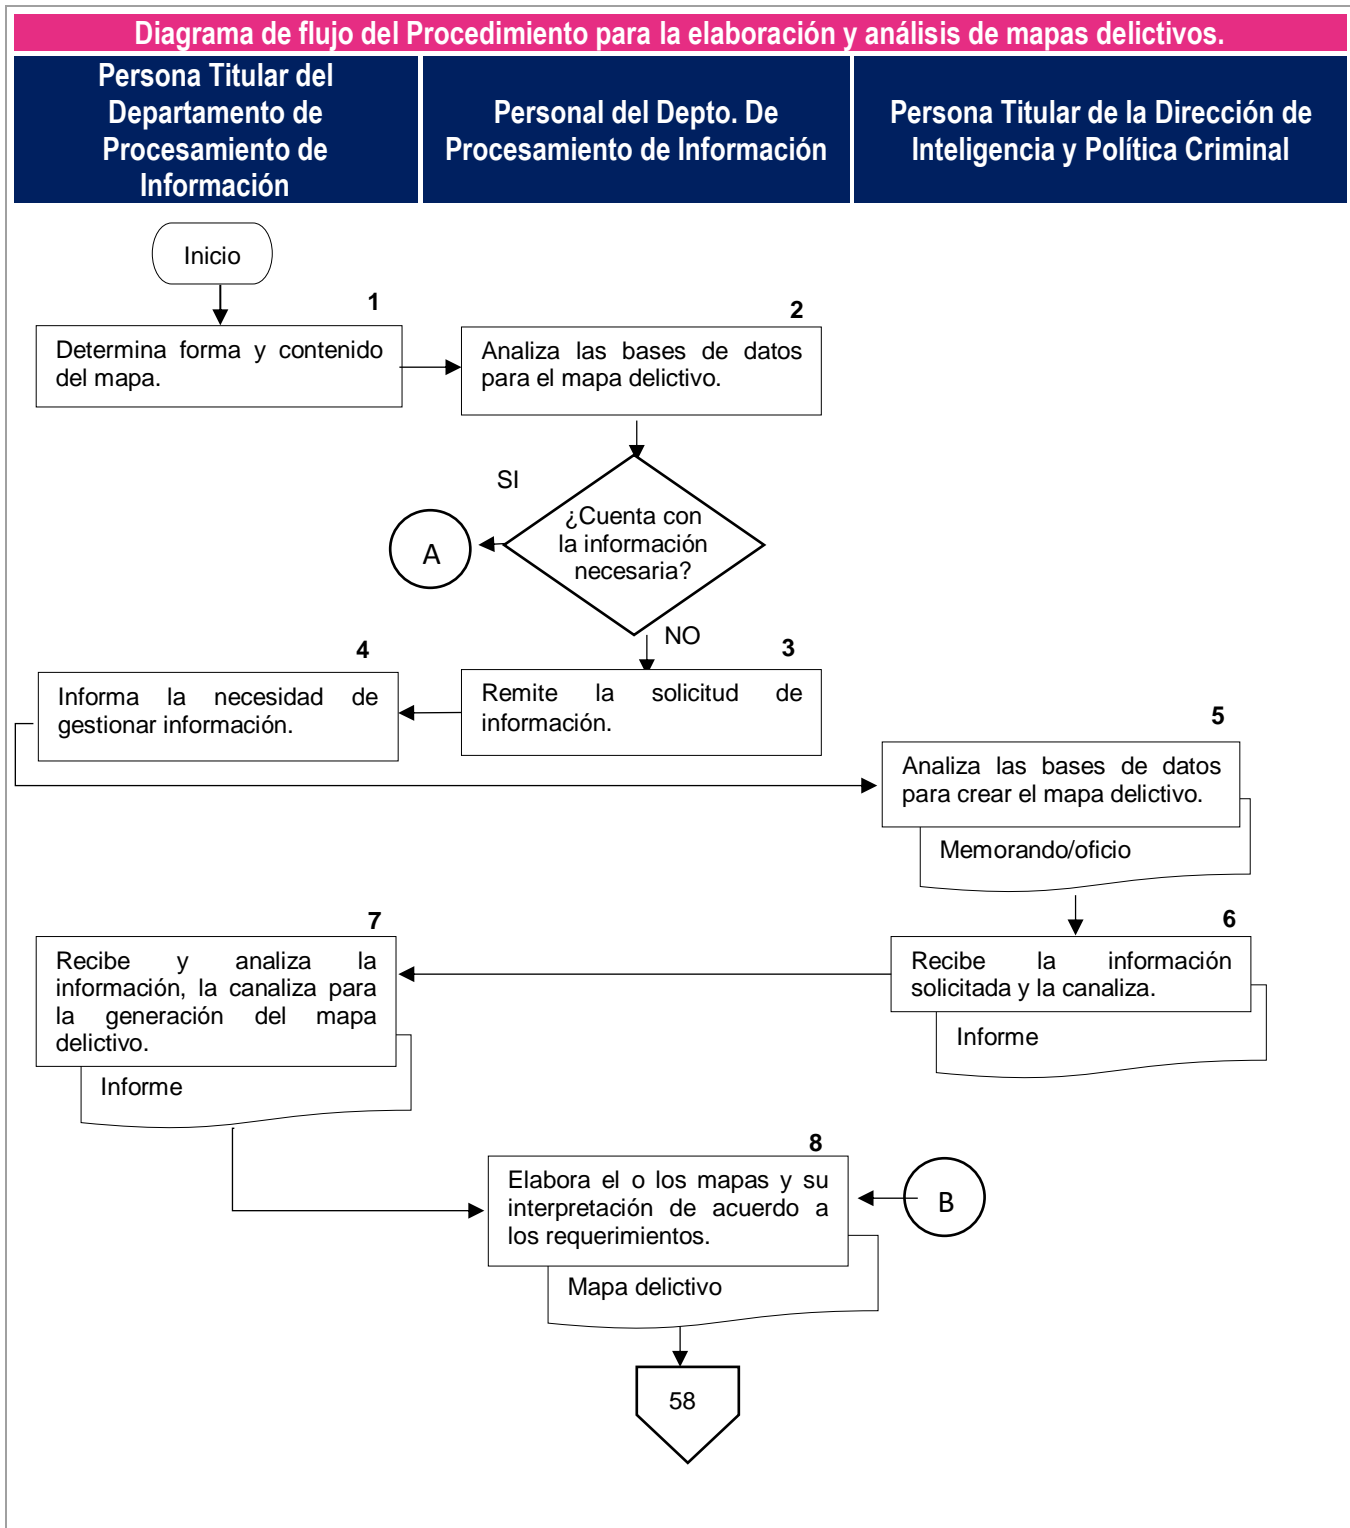 Diagrama de flujo del Procedimiento para la elaboración y análisis de mapas delictivos.
Persona Titular del
Departamento de
Procesamiento de
Información
Personal del Depto. De
Procesamiento de Información
Persona Titular de la Dirección de
Inteligencia y Política Criminal
Inicio
1
Determina forma y contenido
del mapa.
2
Analiza las bases de datos
para el mapa delictivo.
SI
¿Cuenta con
la información
necesaria?
A
NO
3
Remite la solicitud de
información.
4
Informa la necesidad de
gestionar información.
5
Analiza las bases de datos
para crear el mapa delictivo.
Memorando/oficio
6
Recibe la información
solicitada y la canaliza.
Informe
7
Recibe y analiza la
información, la canaliza para
la generación del mapa
delictivo.
Informe
8
Elabora el o los mapas y su
interpretación de acuerdo a
los requerimientos.
B
Mapa delictivo
58